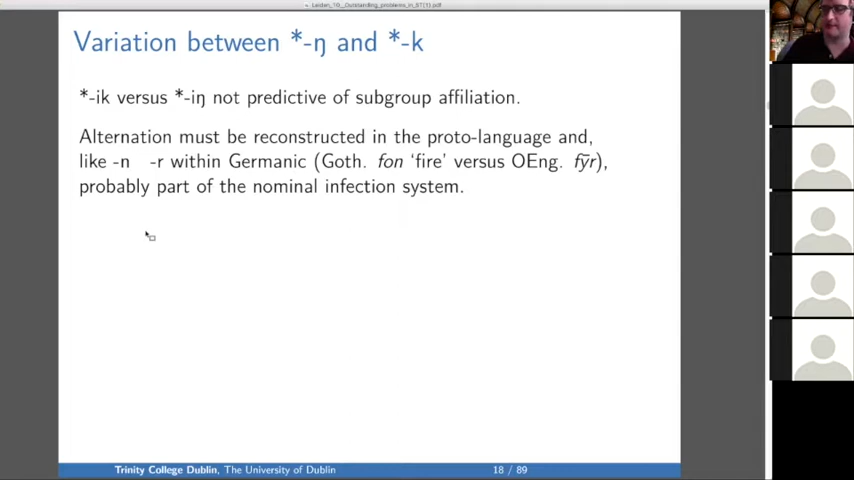 Leiden_10__Outstanding_problems_in_ST(1).pdf
Variation between *-ŋ and *-k
*-ik versus *-iŋ not predictive of subgroup affiliation.
Alternation must be reconstructed in the proto-language and,
like -n -r within Germanic (Goth. fon ‘fire’ versus OEng. fȳr),
probably part of the nominal infection system.
Trinity College Dublin, The University of Dublin 18 / 89